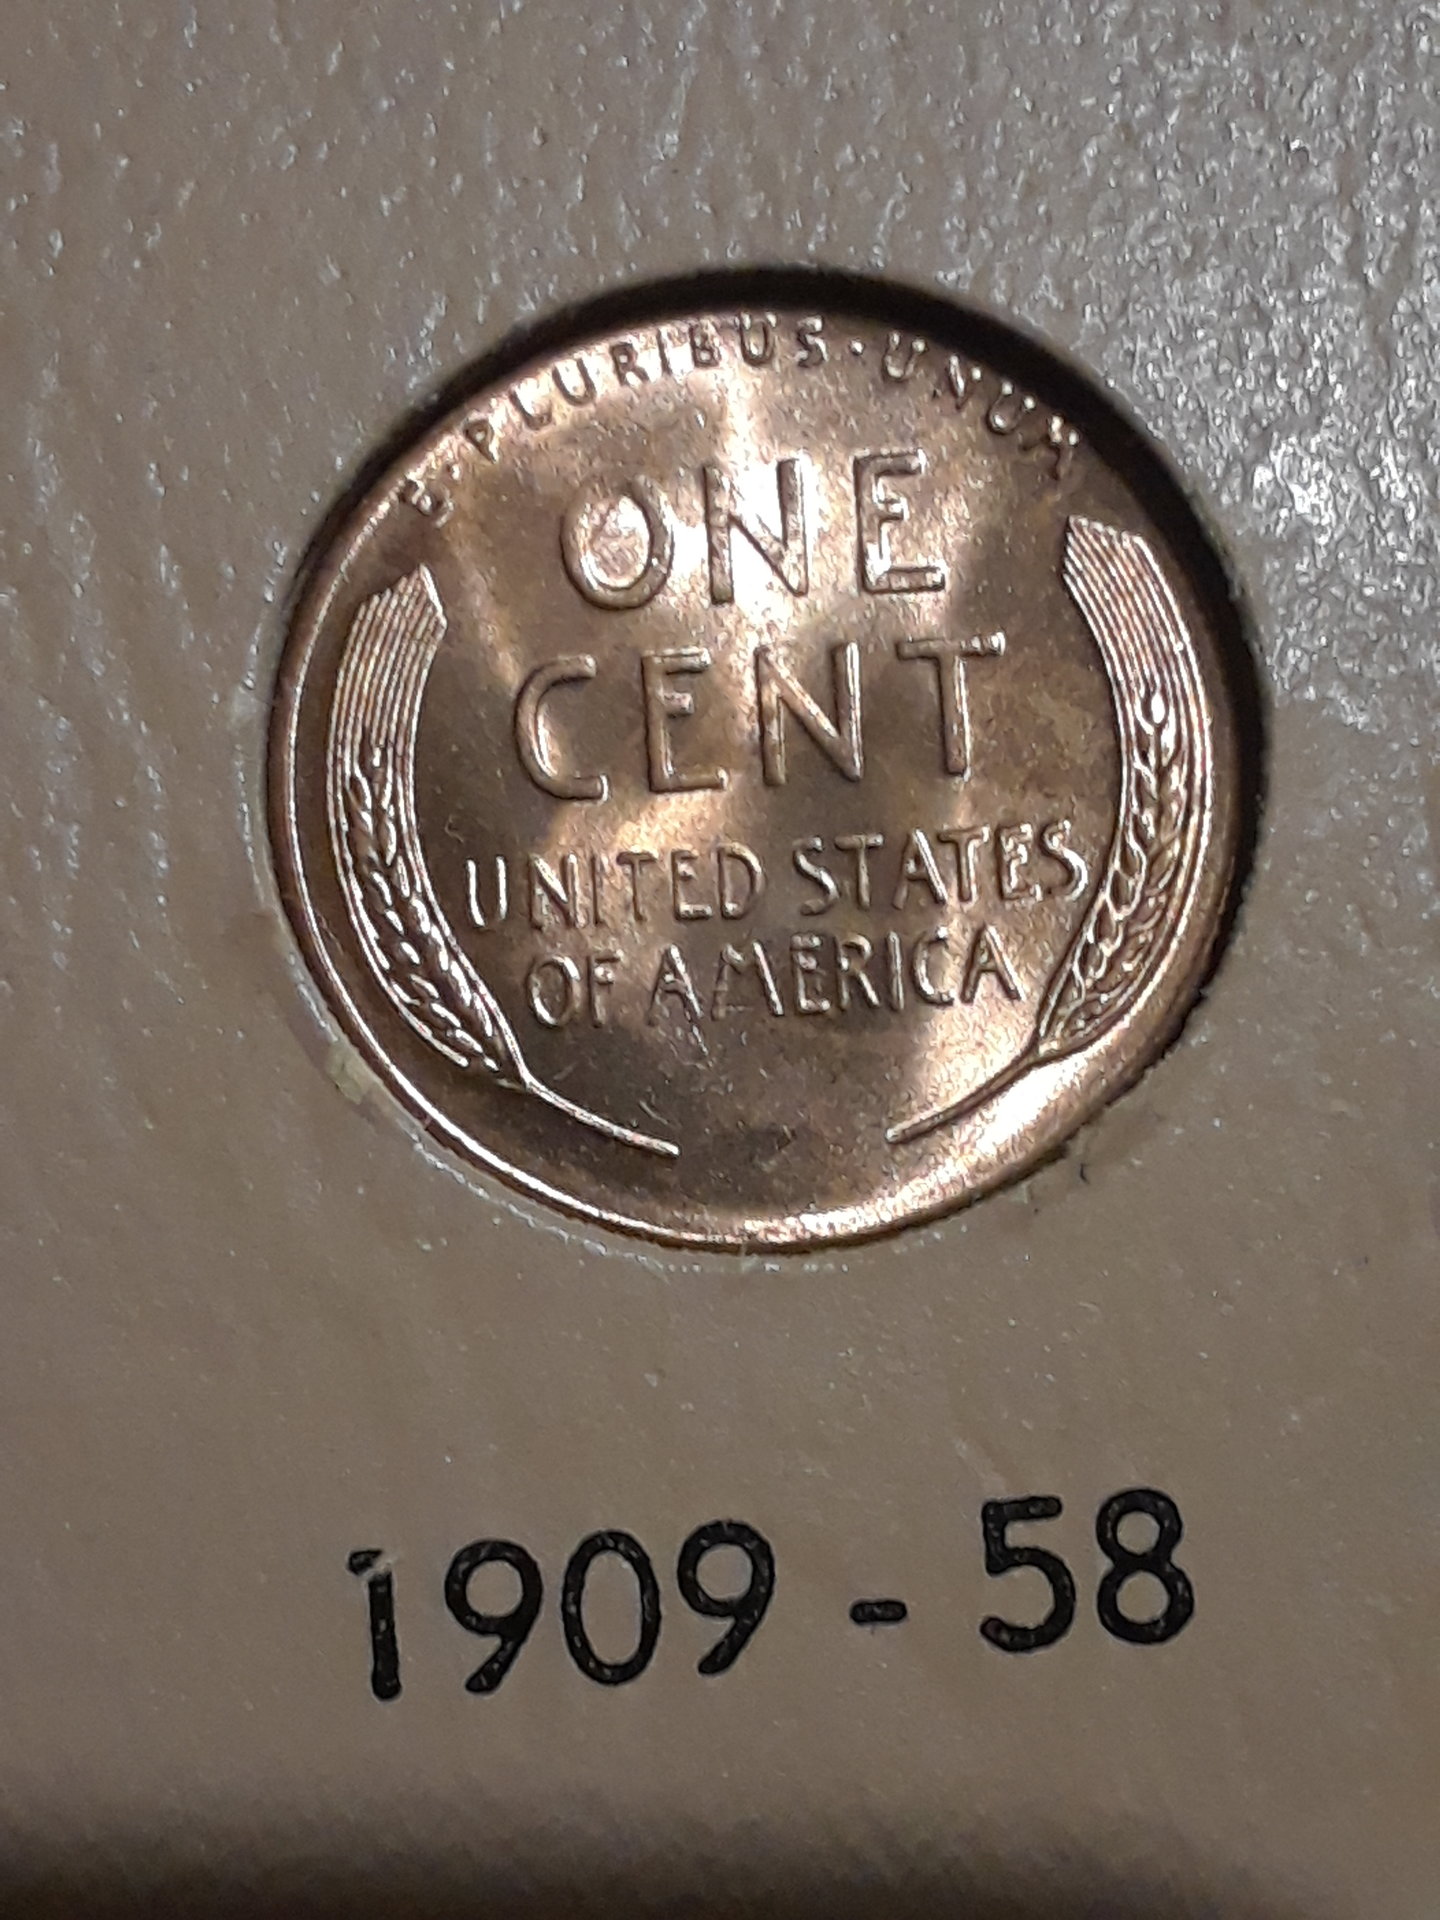 E·PLURIBUS·UNUM
ONE
CENT
UNITED STATES
OF AMERICA
1909 - 58